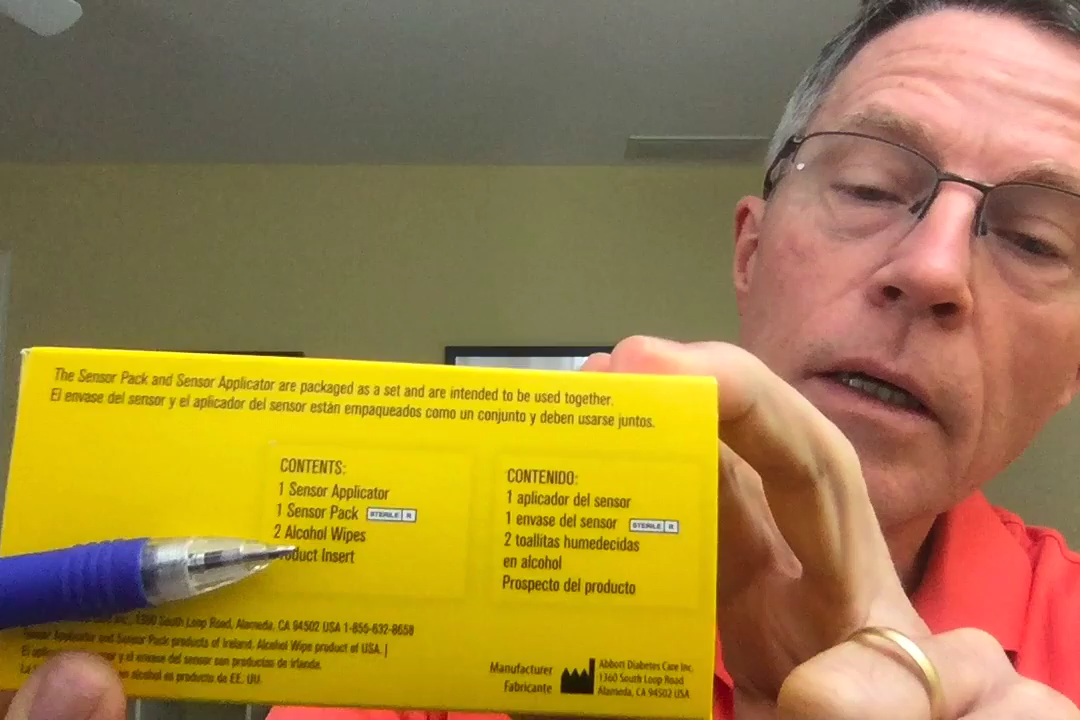 The Sensor Pack and Sensor Applicator are packaged as a set and are intended to be used together.
El envase del sensor y el aplicador del sensor están empaquetados como un conjunto y deben usarse juntos.
CONTENTS:
1 Sensor Applicator
1 Sensor Pack STERILE R
2 Alcohol Wipes
Insert
CONTENIDO:
1 aplicador del sensor
1 envase del sensor STERILE R
2 toallitas humedecidas
en alcohol
Prospecto del producto
Inc., 1360 South Loop Road, Alameda, CA 94502 USA 1-855-632-8658
Sensor Applicator and Sensor Pack products of Ireland. Alcohol Wipe product of USA. |
El y el envase del sensor son productos de Irlanda.
en alcohol es producto de EE. UU.
Manufacturer
Fabricante
Abbott Diabetes Care Inc.
1360 South Loop Road
Alameda, CA 94502 USA